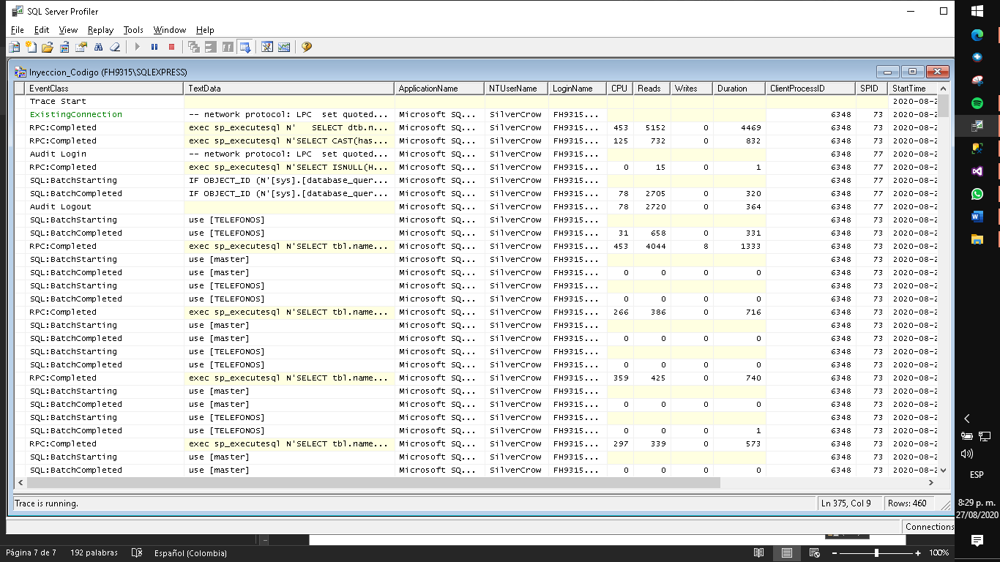 SQL Server Profiler
File Edit View Replay Tools Window Help
Inyeccion_Codigo (FH9315\SQLEXPRESS)
EventClass TextData ApplicationName NTUserName LoginName CPU Reads Writes Duration ClientProcessID SPID StartTime
Trace Start 2020-08-2
ExistingConnection -- network protocol: LPC set quoted... Microsoft SQ... SilverCrow FH9315... 6348 73 2020-08-2
RPC:Completed exec sp_executesql N' SELECT dtb.n... Microsoft SQ... SilverCrow FH9315... 453 5152 0 4469 6348 73 2020-08-2
RPC:Completed exec sp_executesql N'SELECT CAST(has... Microsoft SQ... SilverCrow FH9315... 125 732 0 832 6348 73 2020-08-2
Audit Login -- network protocol: LPC set quoted... Microsoft SQ... SilverCrow FH9315... 6348 77 2020-08-2
RPC:Completed exec sp_executesql N'SELECT ISNULL(H... Microsoft SQ... SilverCrow FH9315... 0 15 0 1 6348 77 2020-08-2
SQL:BatchStarting IF OBJECT_ID (N'[sys].[database_quer... Microsoft SQ... SilverCrow FH9315... 6348 77 2020-08-2
SQL:BatchCompleted IF OBJECT_ID (N'[sys].[database_quer... Microsoft SQ... SilverCrow FH9315... 78 2705 0 320 6348 77 2020-08-2
Audit Logout Microsoft SQ... SilverCrow FH9315... 78 2720 0 364 6348 77 2020-08-2
SQL:BatchStarting use [TELEFONOS] Microsoft SQ... SilverCrow FH9315... 6348 73 2020-08-2
SQL:BatchCompleted use [TELEFONOS] Microsoft SQ... SilverCrow FH9315... 31 658 0 331 6348 73 2020-08-2
RPC:Completed exec sp_executesql N'SELECT tbl.name... Microsoft SQ... SilverCrow FH9315... 453 4044 8 1333 6348 73 2020-08-2
SQL:BatchStarting use [master] Microsoft SQ... SilverCrow FH9315... 6348 73 2020-08-2
SQL:BatchCompleted use [master] Microsoft SQ... SilverCrow FH9315... 0 0 0 0 6348 73 2020-08-2
SQL:BatchStarting use [TELEFONOS] Microsoft SQ... SilverCrow FH9315... 6348 73 2020-08-2
SQL:BatchCompleted use [TELEFONOS] Microsoft SQ... SilverCrow FH9315... 0 0 0 0 6348 73 2020-08-2
RPC:Completed exec sp_executesql N'SELECT tbl.name... Microsoft SQ... SilverCrow FH9315... 266 386 0 716 6348 73 2020-08-2
SQL:BatchStarting use [master] Microsoft SQ... SilverCrow FH9315... 6348 73 2020-08-2
SQL:BatchCompleted use [master] Microsoft SQ... SilverCrow FH9315... 0 0 0 0 6348 73 2020-08-2
SQL:BatchStarting use [TELEFONOS] Microsoft SQ... SilverCrow FH9315... 6348 73 2020-08-2
SQL:BatchCompleted use [TELEFONOS] Microsoft SQ... SilverCrow FH9315... 0 0 0 0 6348 73 2020-08-2
RPC:Completed exec sp_executesql N'SELECT tbl.name... Microsoft SQ... SilverCrow FH9315... 359 425 0 740 6348 73 2020-08-2
SQL:BatchStarting use [master] Microsoft SQ... SilverCrow FH9315... 6348 73 2020-08-2
SQL:BatchCompleted use [master] Microsoft SQ... SilverCrow FH9315... 0 0 0 0 6348 73 2020-08-2
SQL:BatchStarting use [TELEFONOS] Microsoft SQ... SilverCrow FH9315... 6348 73 2020-08-2
SQL:BatchCompleted use [TELEFONOS] Microsoft SQ... SilverCrow FH9315... 0 0 0 1 6348 73 2020-08-2
RPC:Completed exec sp_executesql N'SELECT tbl.name... Microsoft SQ... SilverCrow FH9315... 297 339 0 573 6348 73 2020-08-2
SQL:BatchStarting use [master] Microsoft SQ... SilverCrow FH9315... 6348 73 2020-08-2
SQL:BatchCompleted use [master] Microsoft SQ... SilverCrow FH9315... 0 0 0 0 6348 73 2020-08-2
Trace is running. Ln 375, Col 9 Rows: 460
Connections
Página 7 de 7 192 palabras Español (Colombia) 100%
ESP
8:29 p. m.
27/08/2020